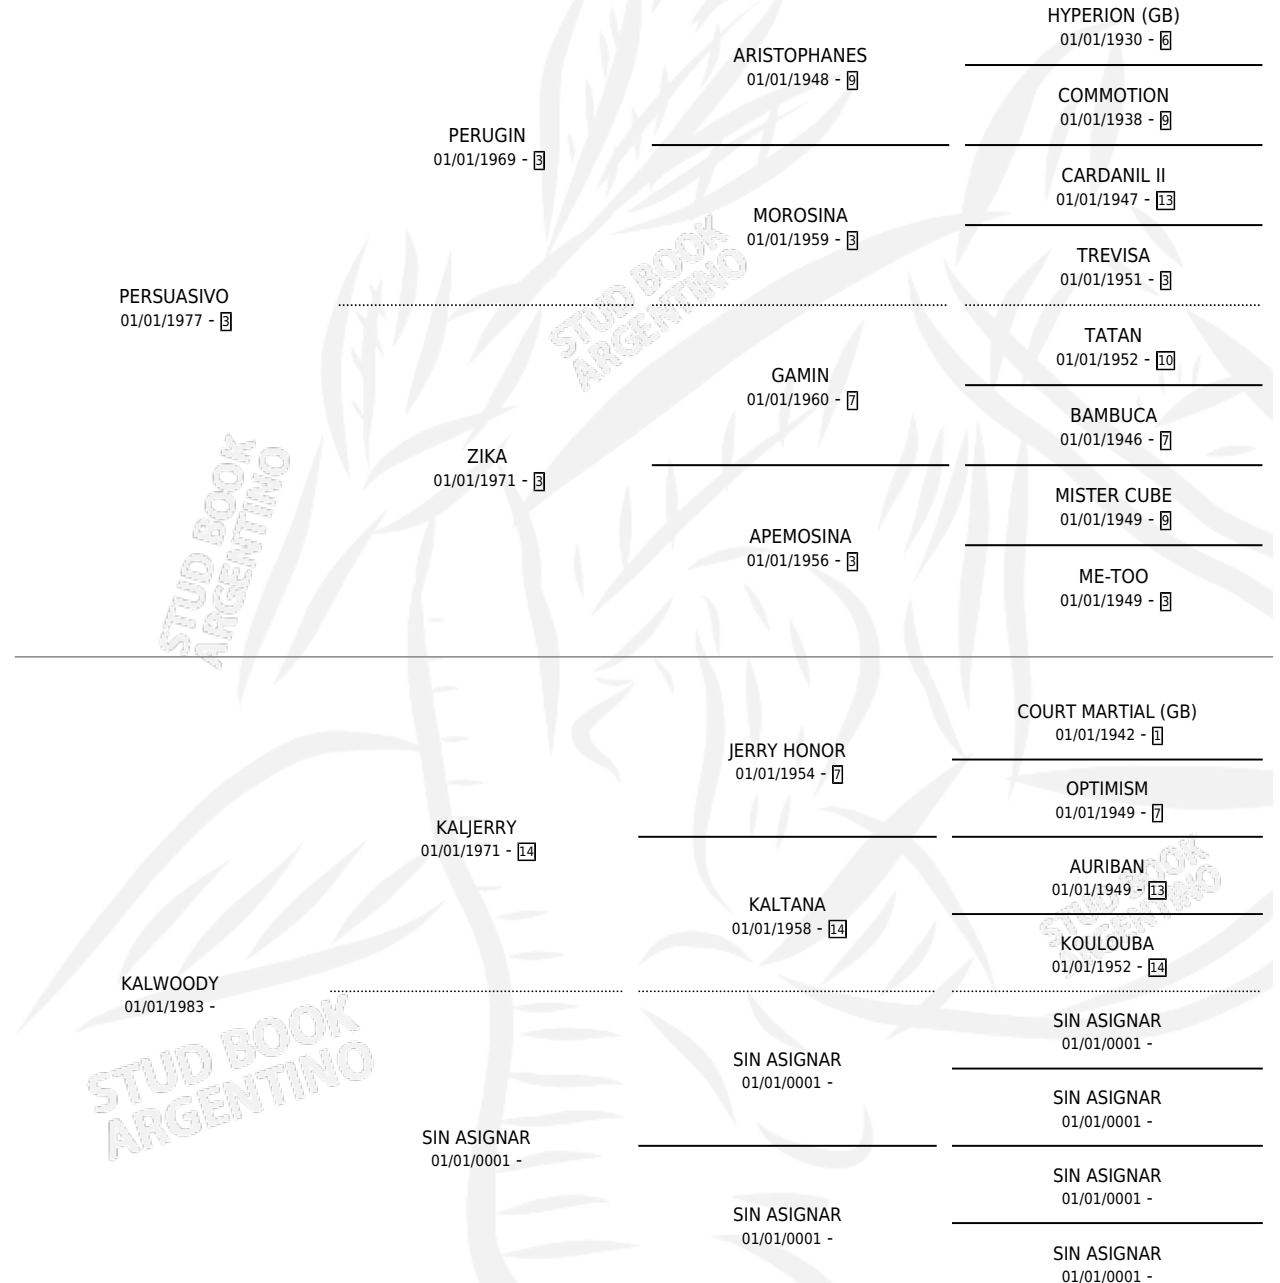 HYPERION (GB)
01/01/1930 - 6
ARISTOPHANES
01/01/1948 - 9
COMMOTION
01/01/1938 - 9
PERUGIN
01/01/1969 - 3
CARDANIL II
01/01/1947 - 13
MOROSINA
01/01/1959 - 3
TREVISA
01/01/1951 - 3
PERSUASIVO
01/01/1977 - 3
TATAN
01/01/1952 - 10
GAMIN
01/01/1960 - 7
BAMBUCA
01/01/1946 - 7
ZIKA
01/01/1971 - 3
MISTER CUBE
01/01/1949 - 9
APEMOSINA
01/01/1956 - 3
ME-TOO
01/01/1949 - 3
COURT MARTIAL (GB)
01/01/1942 - 1
JERRY HONOR
01/01/1954 - 7
OPTIMISM
01/01/1949 - 7
KALJERRY
01/01/1971 - 14
AURIBAN
01/01/1949 - 13
KALTANA
01/01/1958 - 14
KOULOUBA
01/01/1952 - 14
KALWOODY
01/01/1983 -
SIN ASIGNAR
01/01/0001 -
SIN ASIGNAR
01/01/0001 -
SIN ASIGNAR
01/01/0001 -
SIN ASIGNAR
01/01/0001 -
SIN ASIGNAR
01/01/0001 -
SIN ASIGNAR
01/01/0001 -
SIN ASIGNAR
01/01/0001 -
STUD BOOK
ARGENTINO
STUD BOOK
ARGENTINO
STUD BOOK
ARGENTINO
STUD BOOK
ARGENTINO